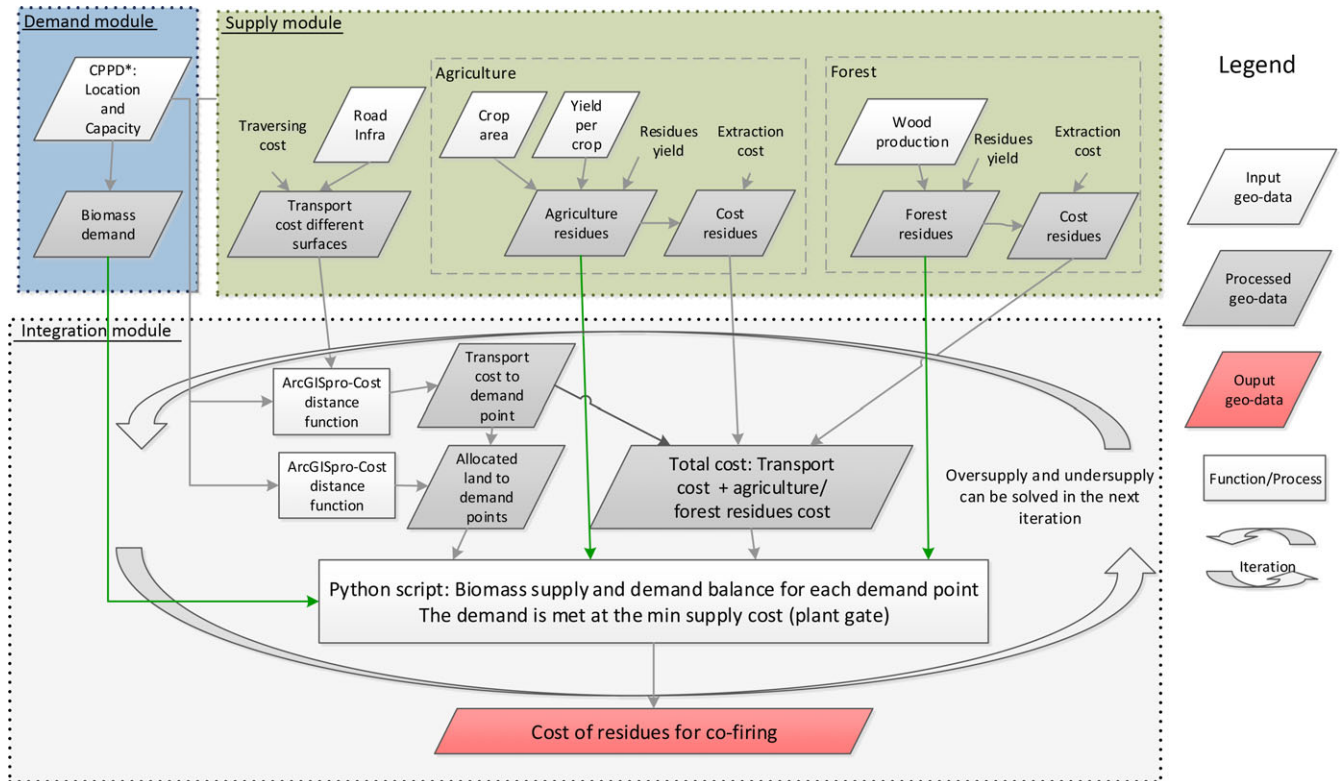 Demand module
CPPD*:
Location
and
Capacity
Biomass
demand
Supply module
Traversing
cost
Road
Infra
Transport
cost different
surfaces
Agriculture
Crop
area
Yield
per
crop
Residues
yield
Extraction
cost
Agriculture
residues
Cost
residues
Forest
Wood
production
Residues
yield
Extraction
cost
Forest
residues
Cost
residues
Integration module
ArcGISpro-Cost
distance
function
Transport
cost to
demand
point
ArcGISpro-Cost
distance
function
Allocated
land to
demand
points
Total cost: Transport
cost + agriculture/
forest residues cost
Oversupply and undersupply
can be solved in the next
iteration
Python script: Biomass supply and demand balance for each demand point
The demand is met at the min supply cost (plant gate)
Cost of residues for co-firing
Legend
Input
geo-data
Processed
geo-data
Ouput
geo-data
Function/Process
Iteration